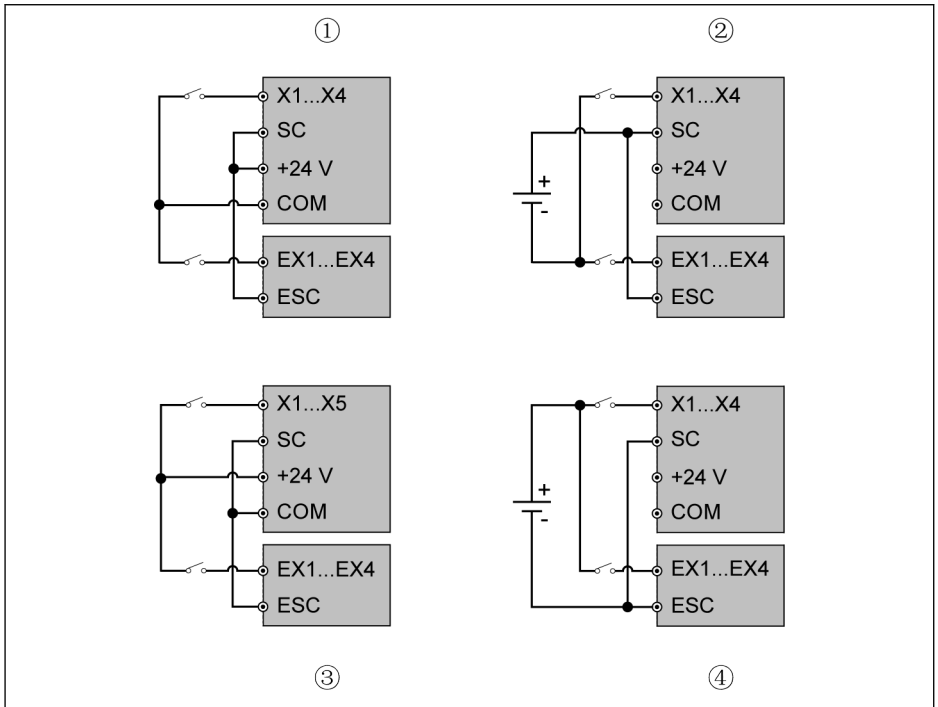 ①
②
X1...X4
SC
+24 V
COM
EX1...EX4
ESC
X1...X4
SC
+24 V
COM
EX1...EX4
ESC
+
-
X1...X5
SC
+24 V
COM
EX1...EX4
ESC
X1...X4
SC
+24 V
COM
EX1...EX4
ESC
+
-
③
④